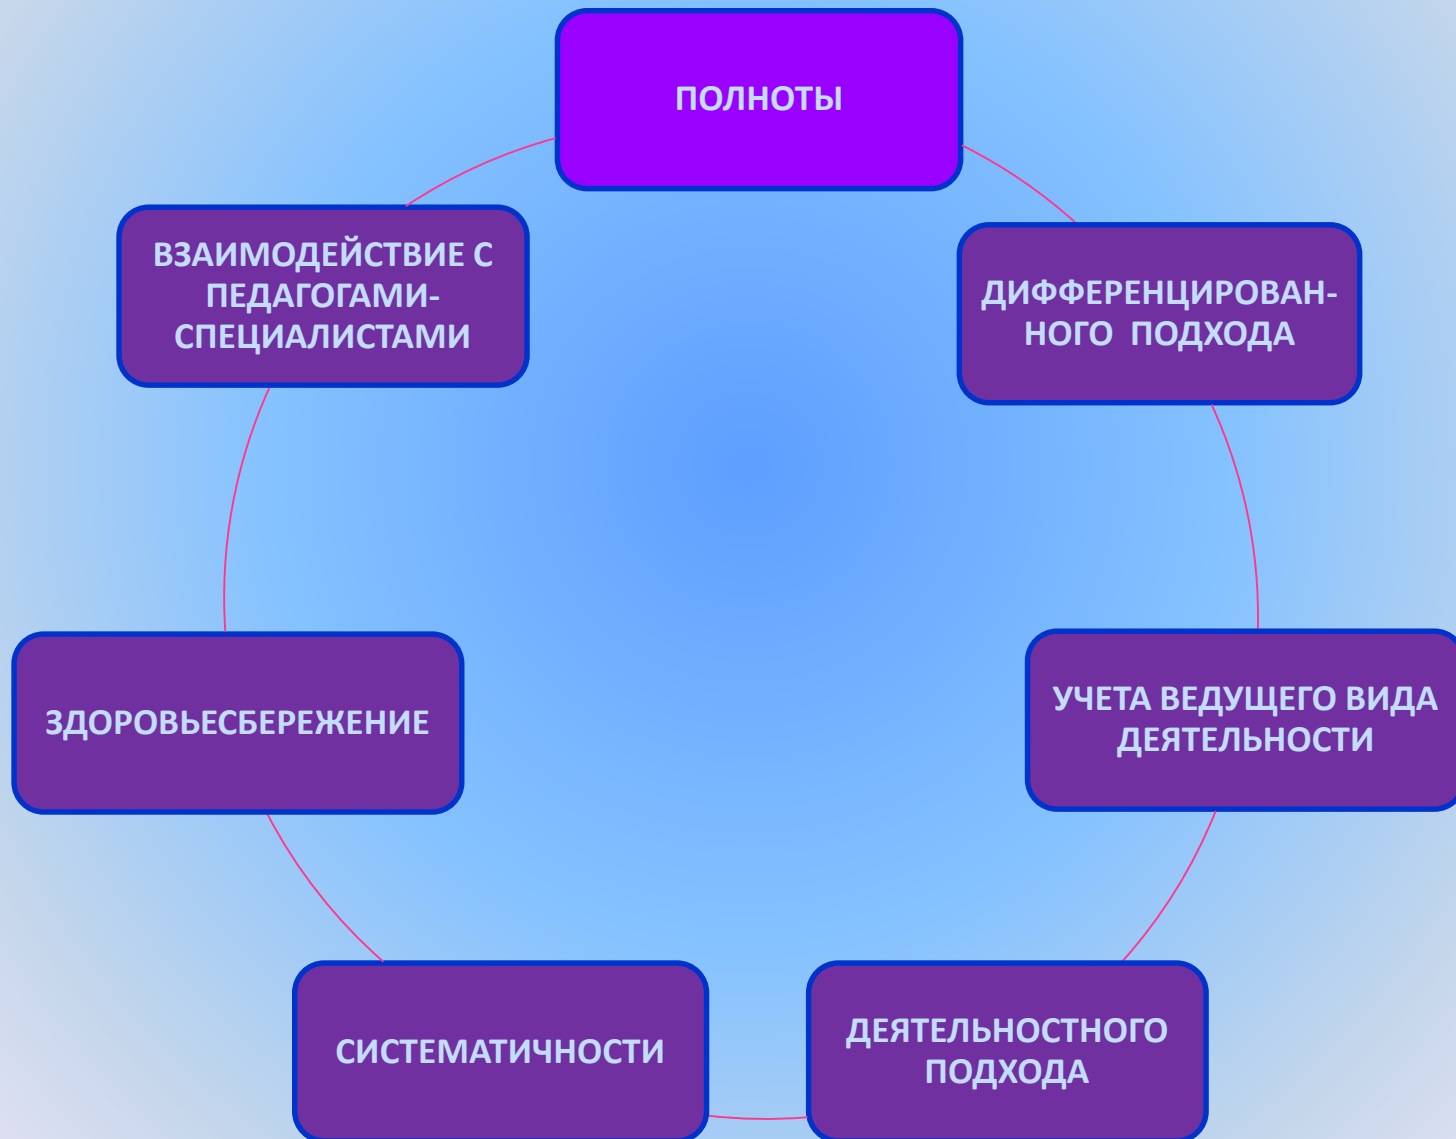 ПОЛНОТЫ
ВЗАИМОДЕЙСТВИЕ С
ПЕДАГОГАМИ-
СПЕЦИАЛИСТАМИ
ДИФФЕРЕНЦИРОВАН-
НОГО ПОДХОДА
ЗДОРОВЬЕСБЕРЕЖЕНИЕ
УЧЕТА ВЕДУЩЕГО ВИДА
ДЕЯТЕЛЬНОСТИ
СИСТЕМАТИЧНОСТИ
ДЕЯТЕЛЬНОСТНОГО
ПОДХОДА